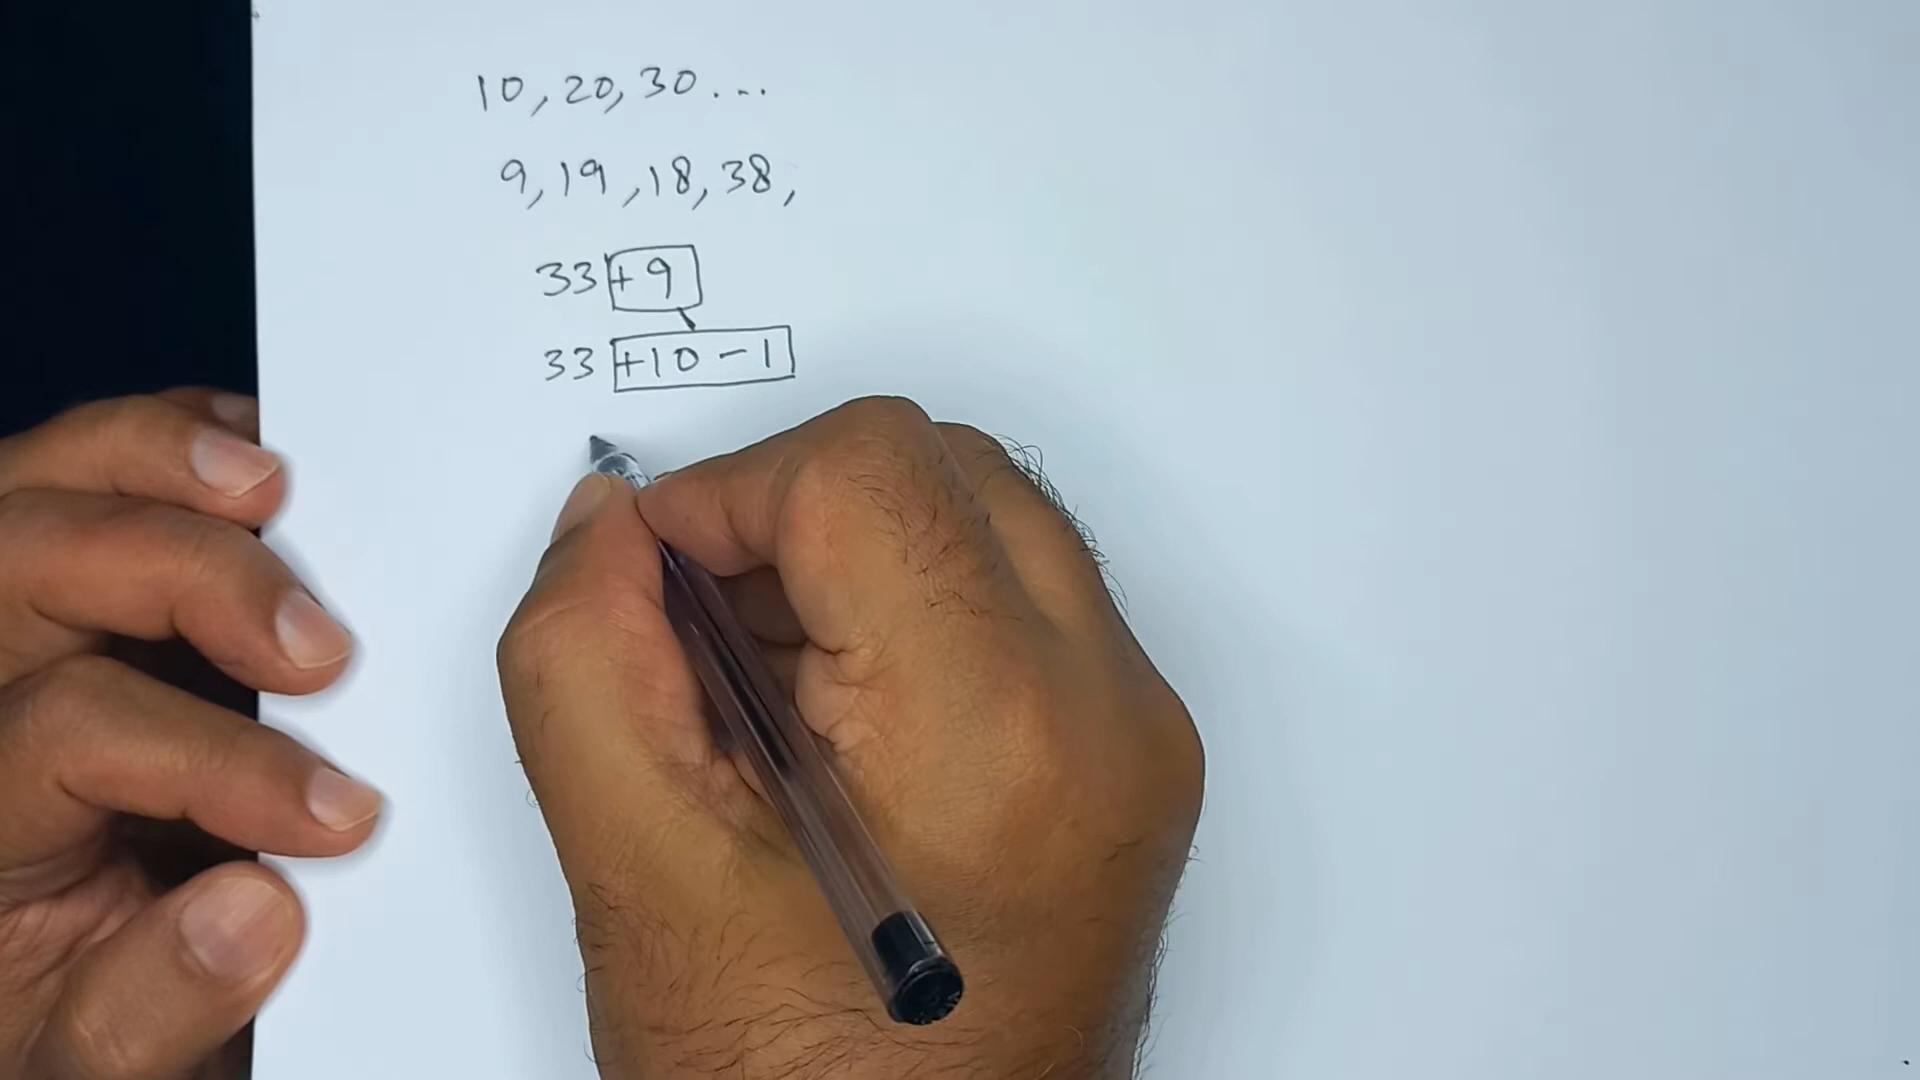 10, 20, 30...
9, 19, 18, 38,
33 + 9
33 + 10 - 1